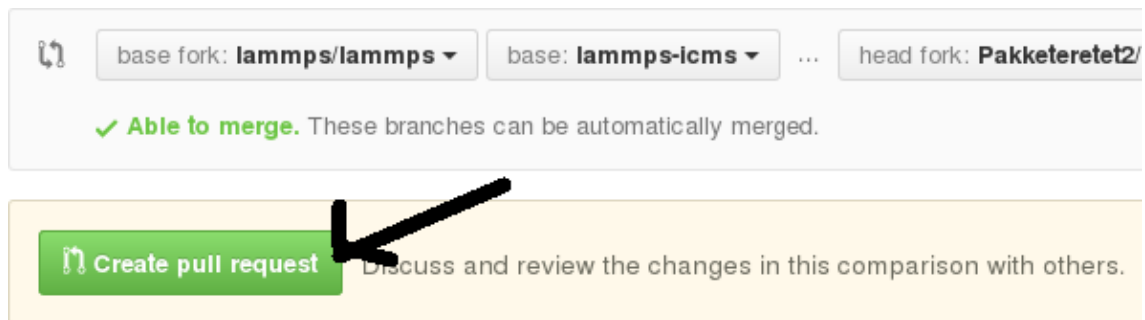 base fork: lammps/lammps base: lammps-icms ... head fork: Pakketeretet2/
Able to merge. These branches can be automatically merged.
Create pull request Discuss and review the changes in this comparison with others.